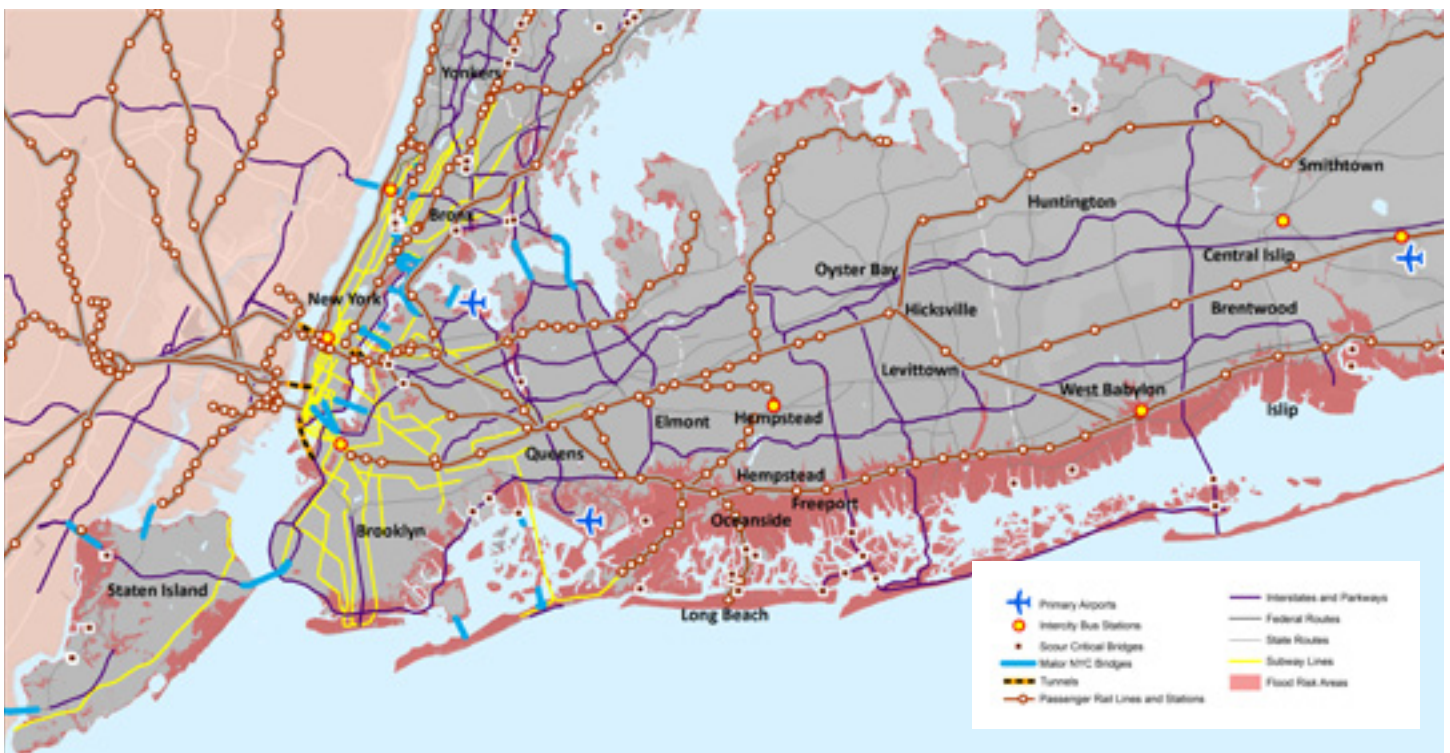 Yonkers
Smithtown
Huntington
Bronx
Central Islip
Oyster Bay
New York
Hicksville
Brentwood
Levittown
West Babylon
Islip
Elmont
Hempstead
Queens
Hempstead
Freeport
Oceanside
Brooklyn
Staten Island
Long Beach
Primary Airports
Intercity Bus Stations
Scour Critical Bridges
Major NYC Bridges
Tunnels
Passenger Rail Lines and Stations
Interstates and Parkways
Federal Routes
State Routes
Subway Lines
Flood Risk Areas